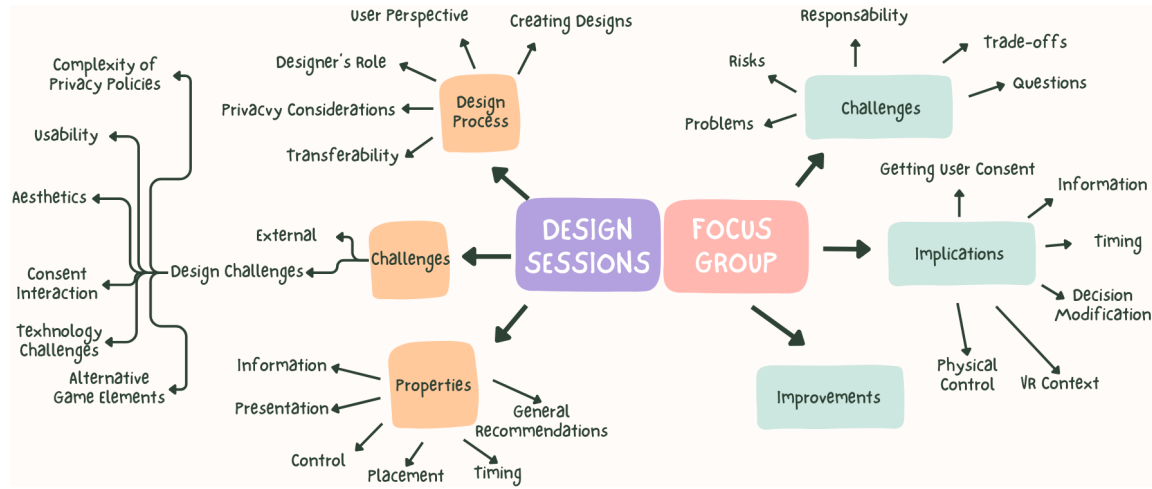 User Perspective
Creating Designs
Designer's Role
Privacvy Considerations
Transferability
Design
Process
Complexity of
Privacy Policies
Usability
Aesthetics
Consent
Interaction
Texhnology
Challenges
Alternative
Game Elements
Design Challenges
External
Challenges
DESIGN
SESSIONS
Information
Presentation
Control
Placement
Timing
General
Recommendations
Properties
FOCUS
GROUP
Responsability
Trade-offs
Risks
Questions
Problems
Challenges
Getting User Consent
Information
Timing
Decision
Modification
Physical
Control
VR Context
Implications
Improvements